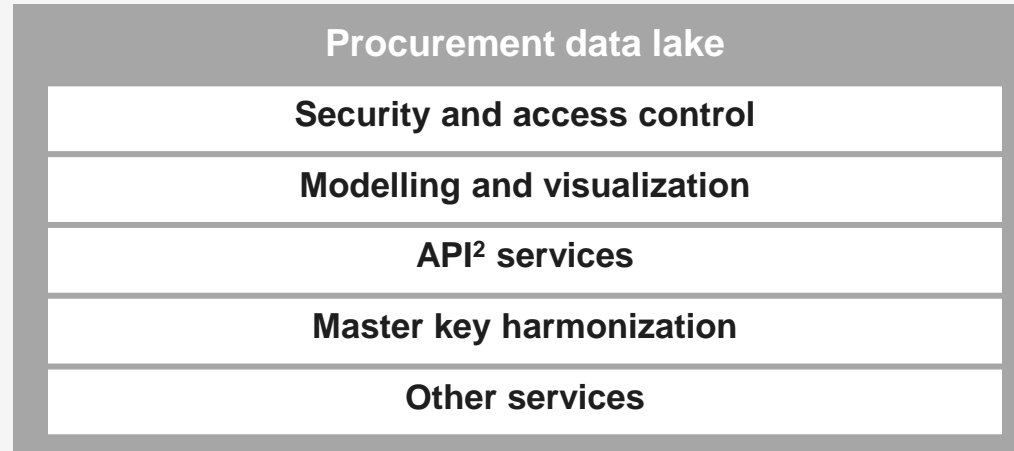 Procurement data lake
Security and access control
Modelling and visualization
API² services
Master key harmonization
Other services